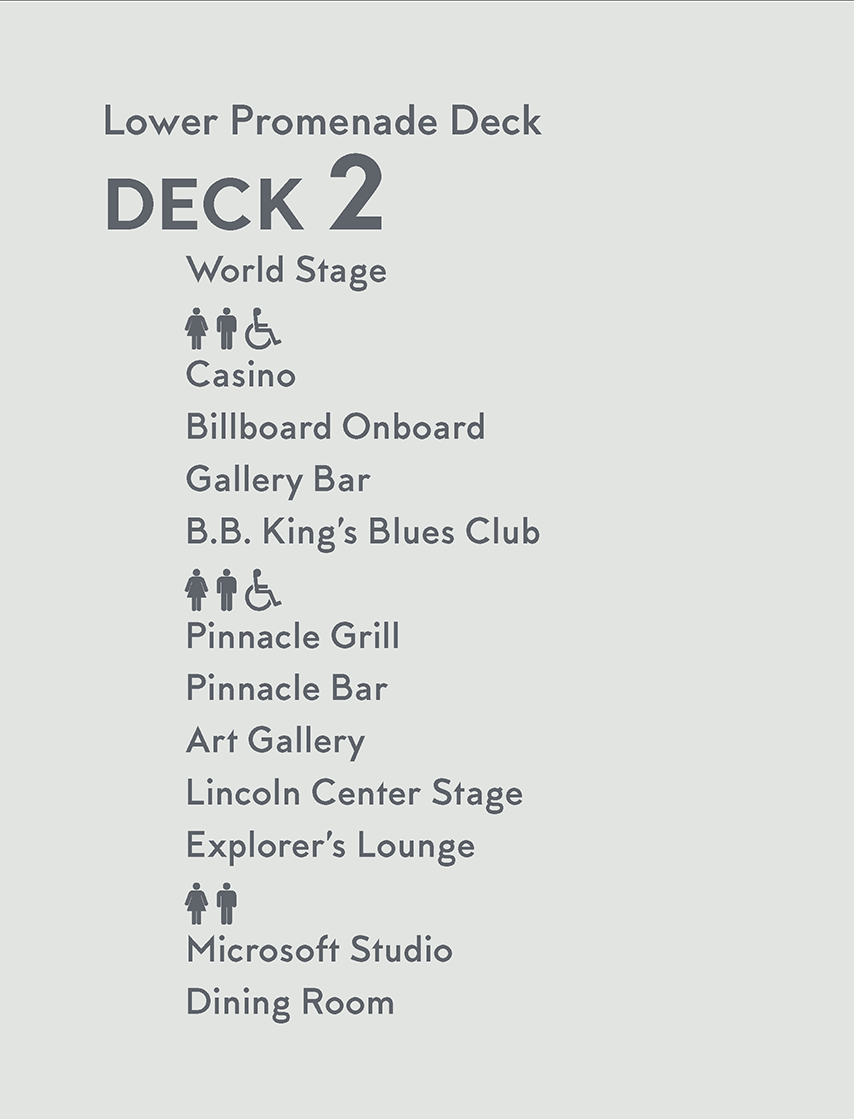 Lower Promenade Deck
DECK 2
World Stage
Casino
Billboard Onboard
Gallery Bar
B.B. King's Blues Club
Pinnacle Grill
Pinnacle Bar
Art Gallery
Lincoln Center Stage
Explorer's Lounge
Microsoft Studio
Dining Room